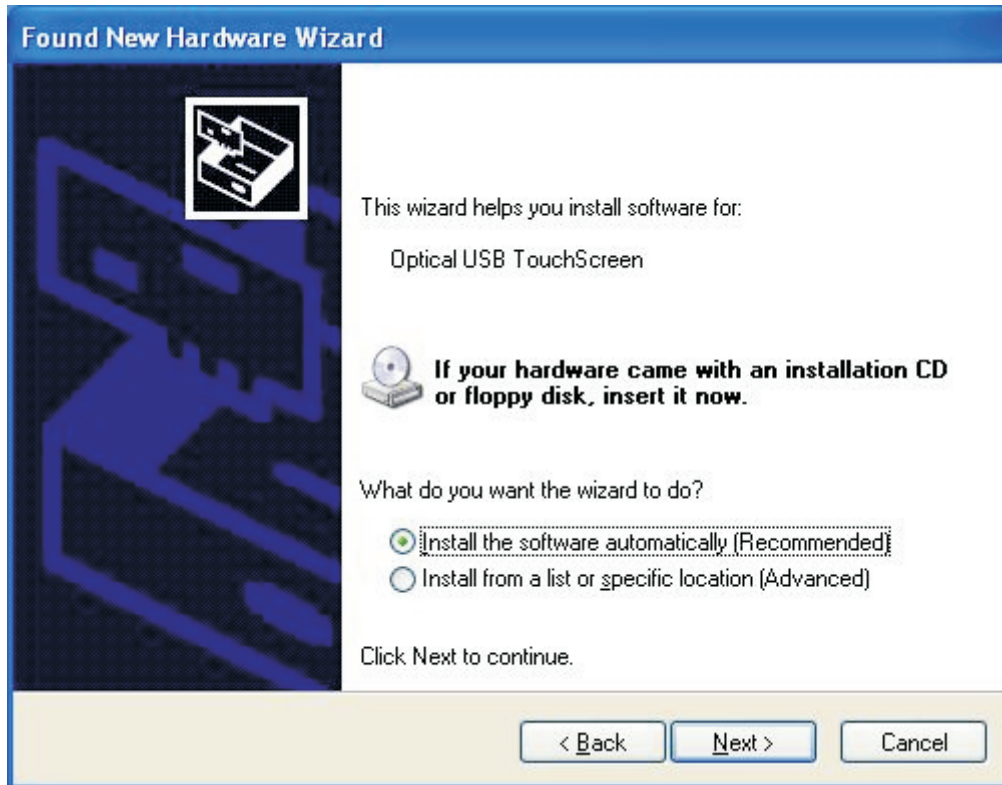 Found New Hardware Wizard
This wizard helps you install software for:
Optical USB TouchScreen
If your hardware came with an installation CD
or floppy disk, insert it now.
What do you want the wizard to do?
Install the software automatically (Recommended)
Install from a list or specific location (Advanced)
Click Next to continue.
< Back
Next >
Cancel